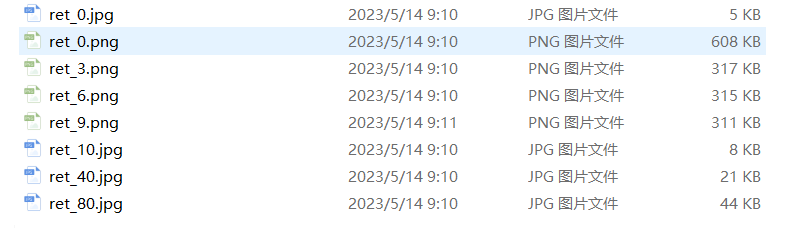 ret_0.jpg 2023/5/14 9:10 JPG 图片文件 5 KB
ret_0.png 2023/5/14 9:10 PNG 图片文件 608 KB
ret_3.png 2023/5/14 9:10 PNG 图片文件 317 KB
ret_6.png 2023/5/14 9:10 PNG 图片文件 315 KB
ret_9.png 2023/5/14 9:11 PNG 图片文件 311 KB
ret_10.jpg 2023/5/14 9:10 JPG 图片文件 8 KB
ret_40.jpg 2023/5/14 9:10 JPG 图片文件 21 KB
ret_80.jpg 2023/5/14 9:10 JPG 图片文件 44 KB